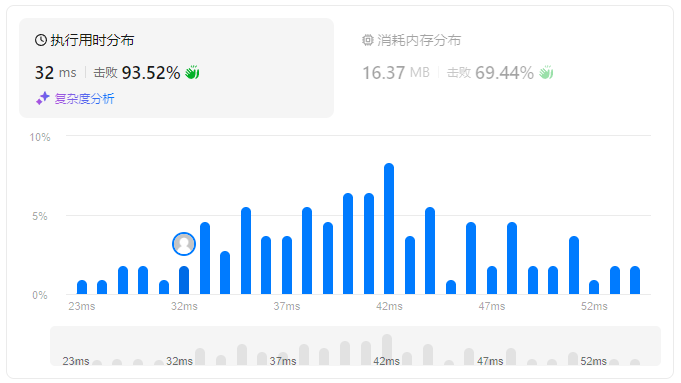 执行用时分布
32 ms 击败 93.52%
复杂度分析
消耗内存分布
16.37 MB 击败 69.44%
10%
5%
0%
23ms 32ms 37ms 42ms 47ms 52ms
23ms 32ms 37ms 42ms 47ms 52ms